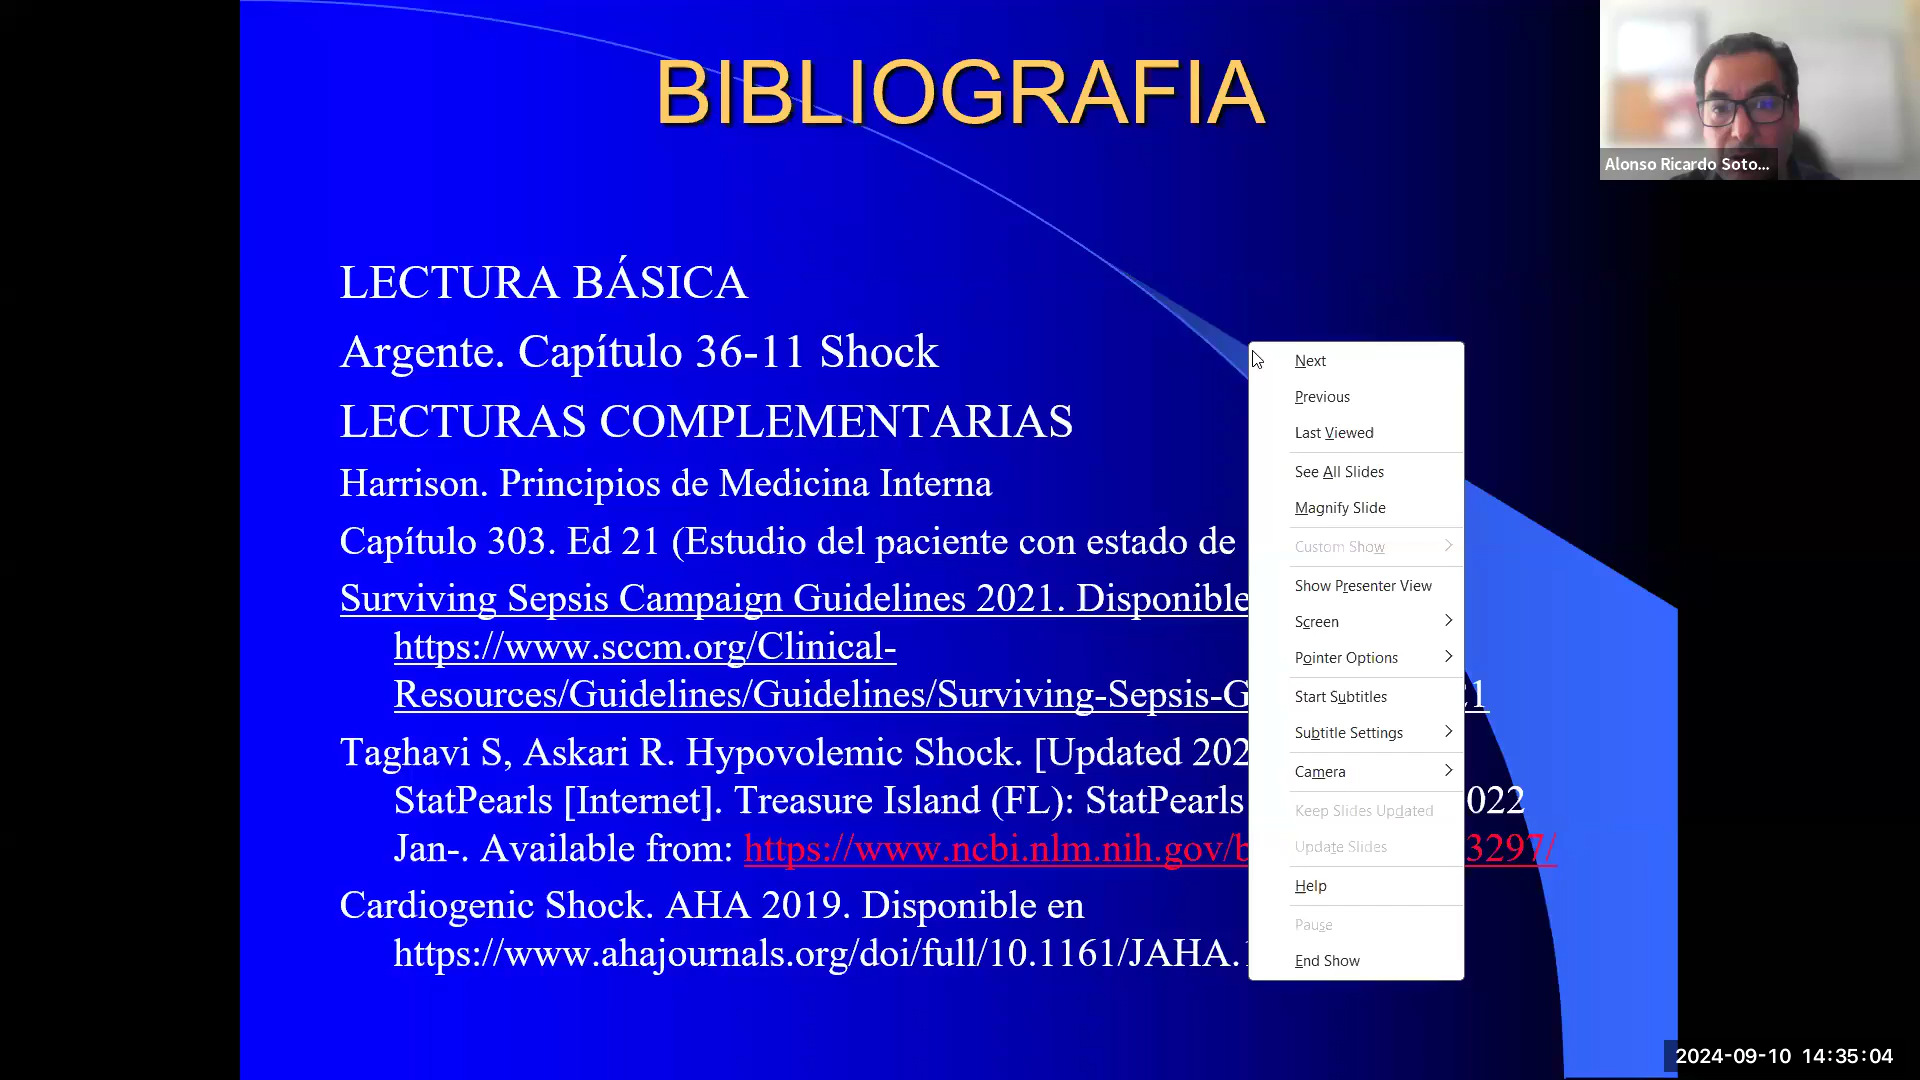 BIBLIOGRAFIA
Alonso Ricardo Soto...
LECTURA BÁSICA
Argente. Capítulo 36-11 Shock
LECTURAS COMPLEMENTARIAS
Harrison. Principios de Medicina Interna
Capítulo 303. Ed 21 (Estudio del paciente con estado de
Surviving Sepsis Campaign Guidelines 2021. Disponible
https://www.sccm.org/Clinical-
Resources/Guidelines/Guidelines/Surviving-Sepsis-G
Taghavi S, Askari R. Hypovolemic Shock. [Updated 202
StatPearls [Internet]. Treasure Island (FL): StatPearls 022
Jan-. Available from: https://www.ncbi.nlm.nih.gov/b 3297/
Cardiogenic Shock. AHA 2019. Disponible en
https://www.ahajournals.org/doi/full/10.1161/JAHA.
Next
Previous
Last Viewed
See All Slides
Magnify Slide
Custom Show
Show Presenter View
Screen
Pointer Options
Start Subtitles
Subtitle Settings
Camera
Keep Slides Updated
Update Slides
Help
Pause
End Show
2024-09-10 14:35:04